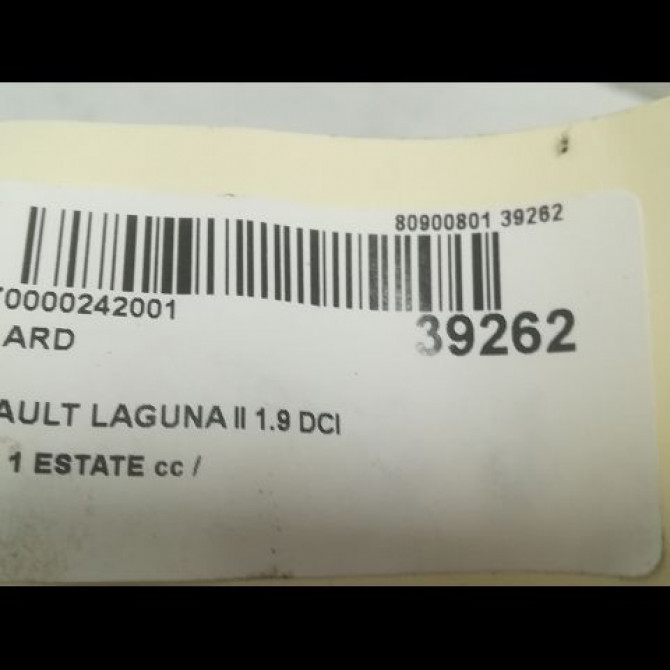 80900801 39262
70000242001
39262
ARD
AULT LAGUNA II 1.9 DCI
1 ESTATE cc /